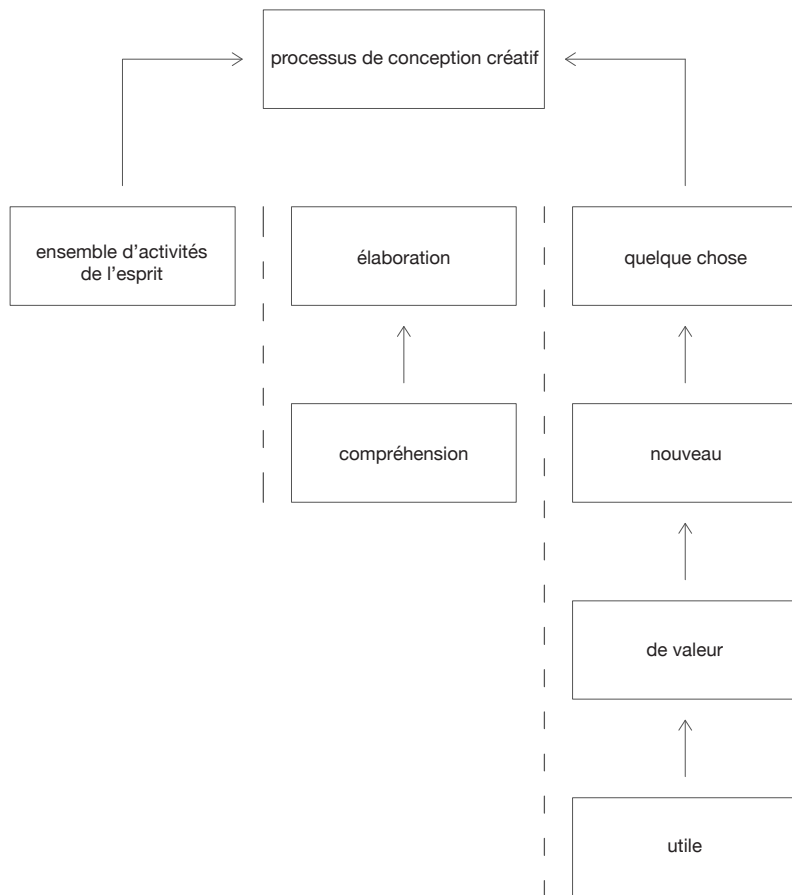 processus de conception créatif
ensemble d’activités
de l’esprit
élaboration
quelque chose
compréhension
nouveau
de valeur
utile